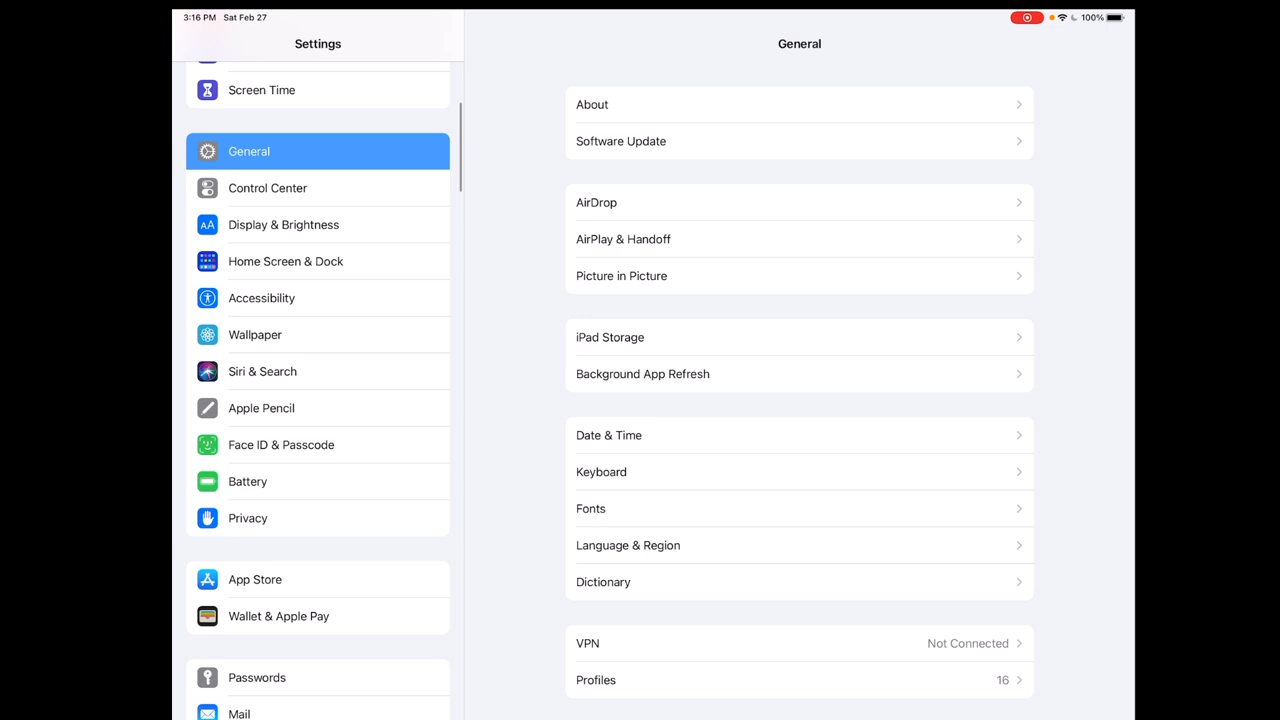 3:16 PM Sat Feb 27
100%
Settings
Screen Time
General
Control Center
AA
Display & Brightness
Home Screen & Dock
Accessibility
Wallpaper
Siri & Search
Apple Pencil
Face ID & Passcode
Battery
Privacy
App Store
Wallet & Apple Pay
Passwords
Mail
General
About
Software Update
AirDrop
AirPlay & Handoff
Picture in Picture
iPad Storage
Background App Refresh
Date & Time
Keyboard
Fonts
Language & Region
Dictionary
VPN Not Connected
Profiles 16